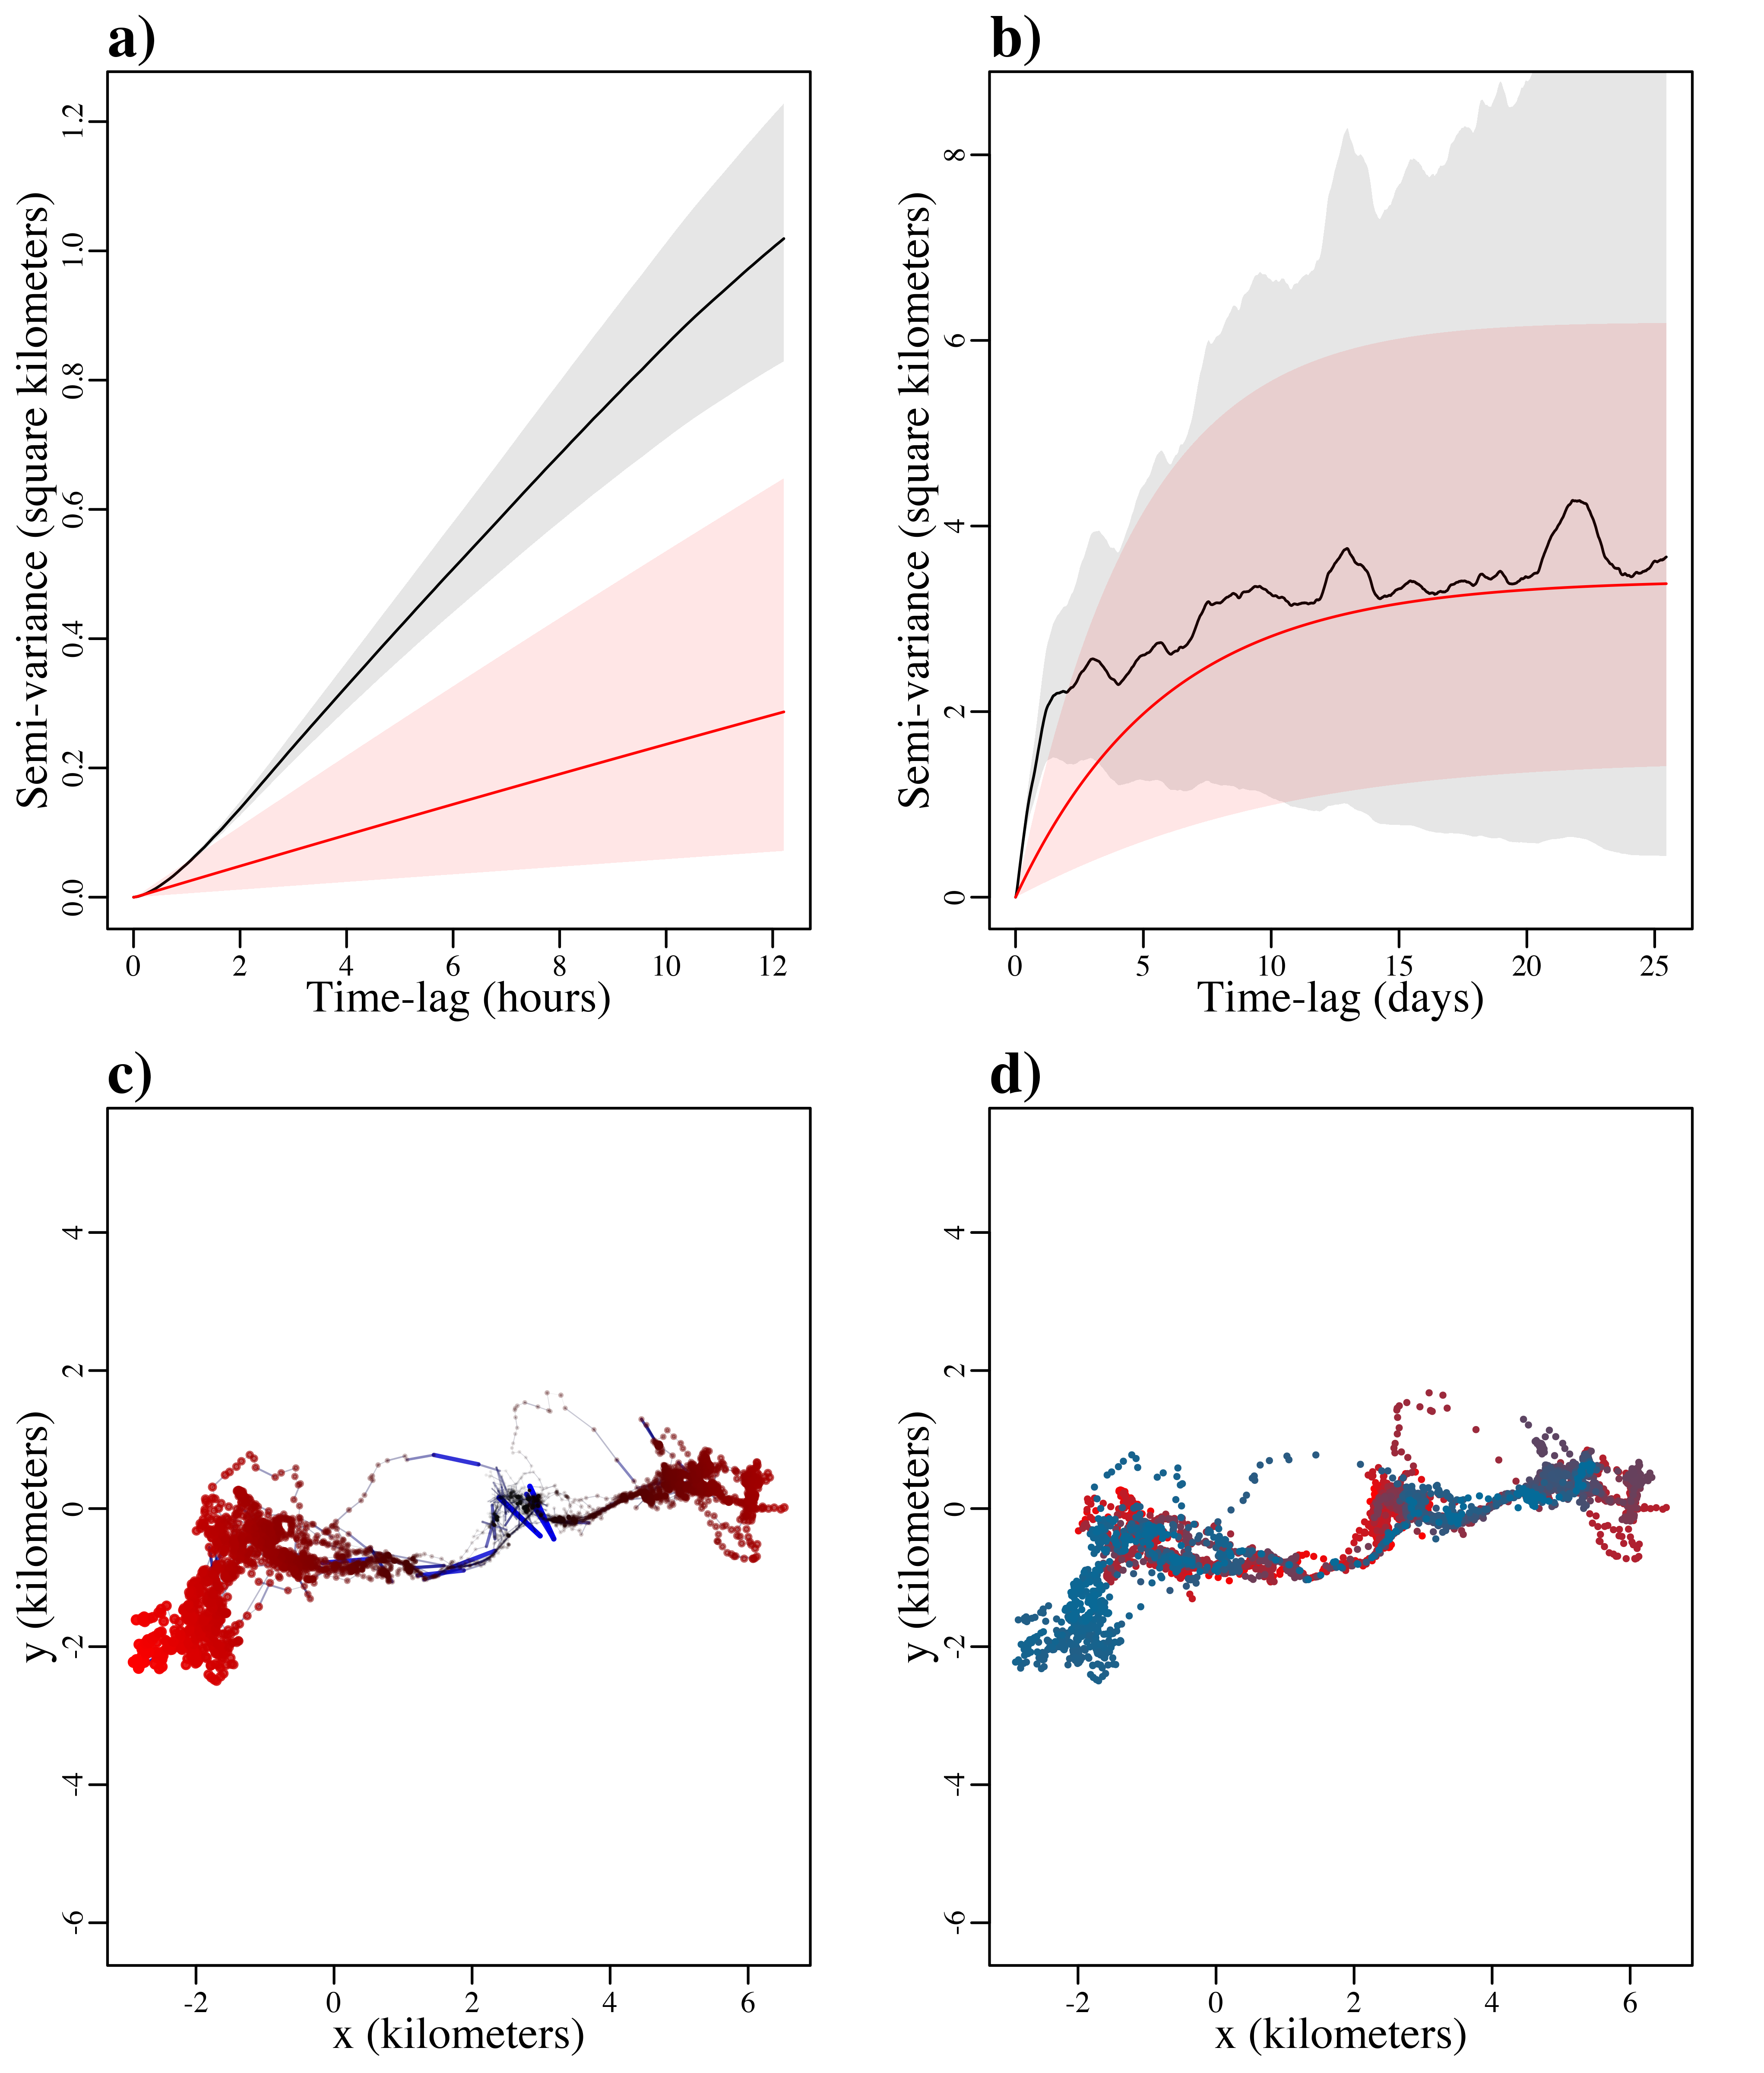 a)
Semi-variance (square kilometers)
0.0 0.2 0.4 0.6 0.8 1.0 1.2
0 2 4 6 8 10 12
Time-lag (hours)
b)
Semi-variance (square kilometers)
0 2 4 6 8
0 5 10 15 20 25
Time-lag (days)
c)
y (kilometers)
-6 -4 -2 0 2 4
-2 0 2 4 6
x (kilometers)
d)
y (kilometers)
-6 -4 -2 0 2 4
-2 0 2 4 6
x (kilometers)